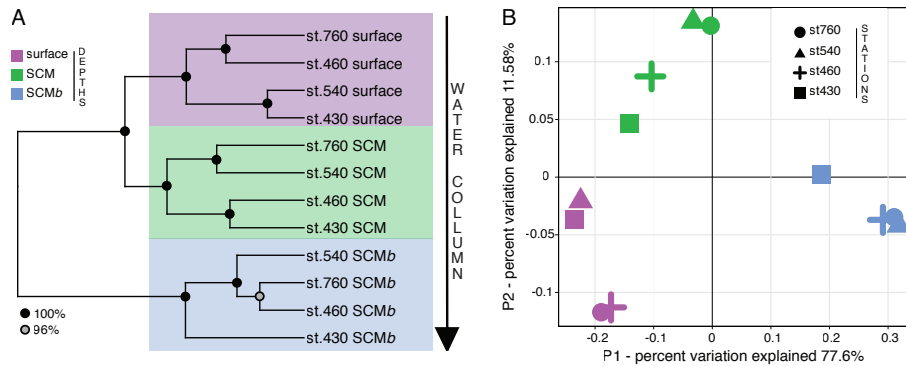 A
surface
SCM
SCMb
DEPTHS
st.760 surface
st.460 surface
st.540 surface
st.430 surface
st.760 SCM
st.540 SCM
st.460 SCM
st.430 SCM
st.540 SCMb
st.760 SCMb
st.460 SCMb
st.430 SCMb
100%
96%
WATER COLLUMN
B
P2 - percent variation explained 11.58%
0.1
0.05
0
-0.05
-0.1
st760
st540
st460
st430
STATIONS
-0.2
-0.1
0
0.1
0.2
0.3
P1 - percent variation explained 77.6%